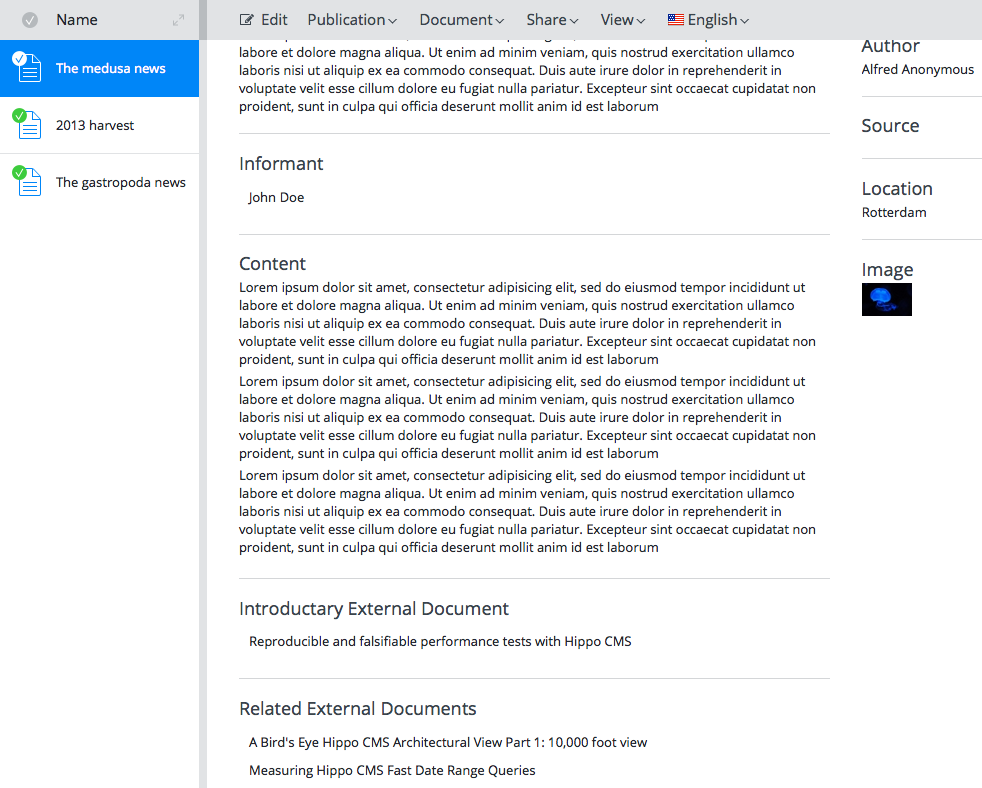 Name
The medusa news
2013 harvest
The gastropoda news
Edit Publication Document Share View English
labore et dolore magna aliqua. Ut enim ad minim veniam, quis nostrud exercitation ullamco
laboris nisi ut aliquip ex ea commodo consequat. Duis aute irure dolor in reprehenderit in
voluptate velit esse cillum dolore eu fugiat nulla pariatur. Excepteur sint occaecat cupidatat non
proident, sunt in culpa qui officia deserunt mollit anim id est laborum
Informant
John Doe
Content
Lorem ipsum dolor sit amet, consectetur adipisicing elit, sed do eiusmod tempor incididunt ut
labore et dolore magna aliqua. Ut enim ad minim veniam, quis nostrud exercitation ullamco
laboris nisi ut aliquip ex ea commodo consequat. Duis aute irure dolor in reprehenderit in
voluptate velit esse cillum dolore eu fugiat nulla pariatur. Excepteur sint occaecat cupidatat non
proident, sunt in culpa qui officia deserunt mollit anim id est laborum
Lorem ipsum dolor sit amet, consectetur adipisicing elit, sed do eiusmod tempor incididunt ut
labore et dolore magna aliqua. Ut enim ad minim veniam, quis nostrud exercitation ullamco
laboris nisi ut aliquip ex ea commodo consequat. Duis aute irure dolor in reprehenderit in
voluptate velit esse cillum dolore eu fugiat nulla pariatur. Excepteur sint occaecat cupidatat non
proident, sunt in culpa qui officia deserunt mollit anim id est laborum
Lorem ipsum dolor sit amet, consectetur adipisicing elit, sed do eiusmod tempor incididunt ut
labore et dolore magna aliqua. Ut enim ad minim veniam, quis nostrud exercitation ullamco
laboris nisi ut aliquip ex ea commodo consequat. Duis aute irure dolor in reprehenderit in
voluptate velit esse cillum dolore eu fugiat nulla pariatur. Excepteur sint occaecat cupidatat non
proident, sunt in culpa qui officia deserunt mollit anim id est laborum
Introductary External Document
Reproducible and falsifiable performance tests with Hippo CMS
Related External Documents
A Bird's Eye Hippo CMS Architectural View Part 1: 10,000 foot view
Measuring Hippo CMS Fast Date Range Queries
Author
Alfred Anonymous
Source
Location
Rotterdam
Image